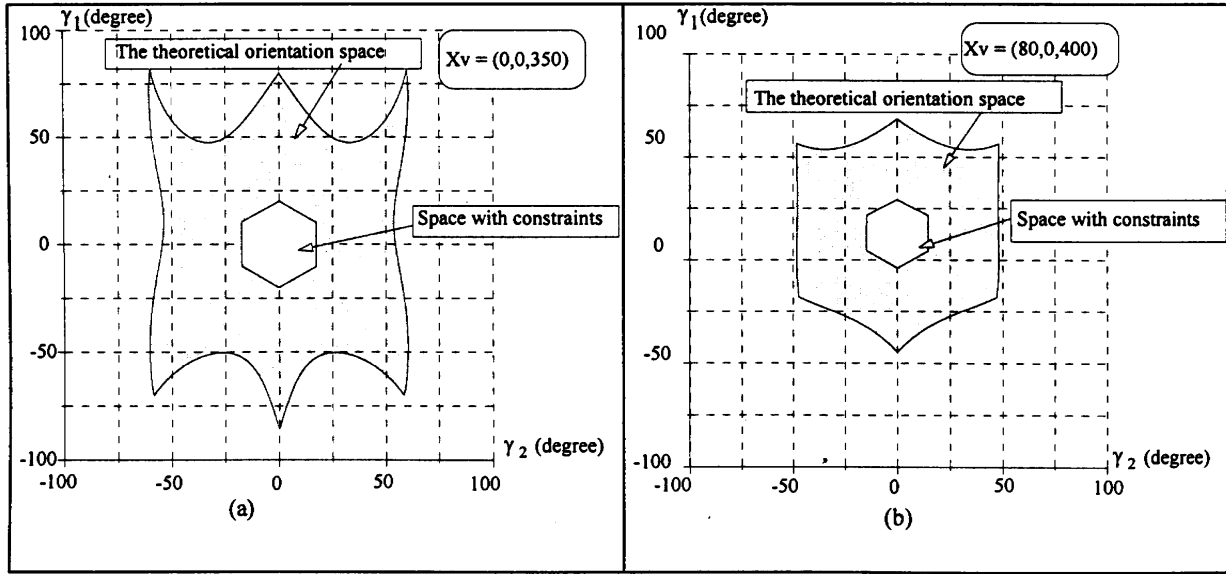 γ1(degree)
100
The theoretical orientation space
Xv = (0,0,350)
50
Space with constraints
0
-50
-100
γ 2 (degree)
-100 -50 0 50 100
(a)
γ1(degree)
100
Xv = (80,0,400)
The theoretical orientation space
50
Space with constraints
0
-50
-100
γ 2 (degree)
-100 -50 0 50 100
(b)